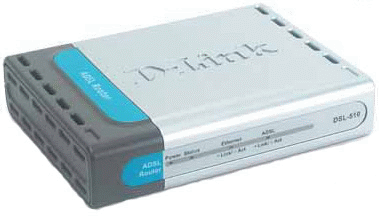 D-Link
ADSL Router
DSL-510
ADSL
Router
Power Status Ethernet ADSL
Link/ Act Link/ Act